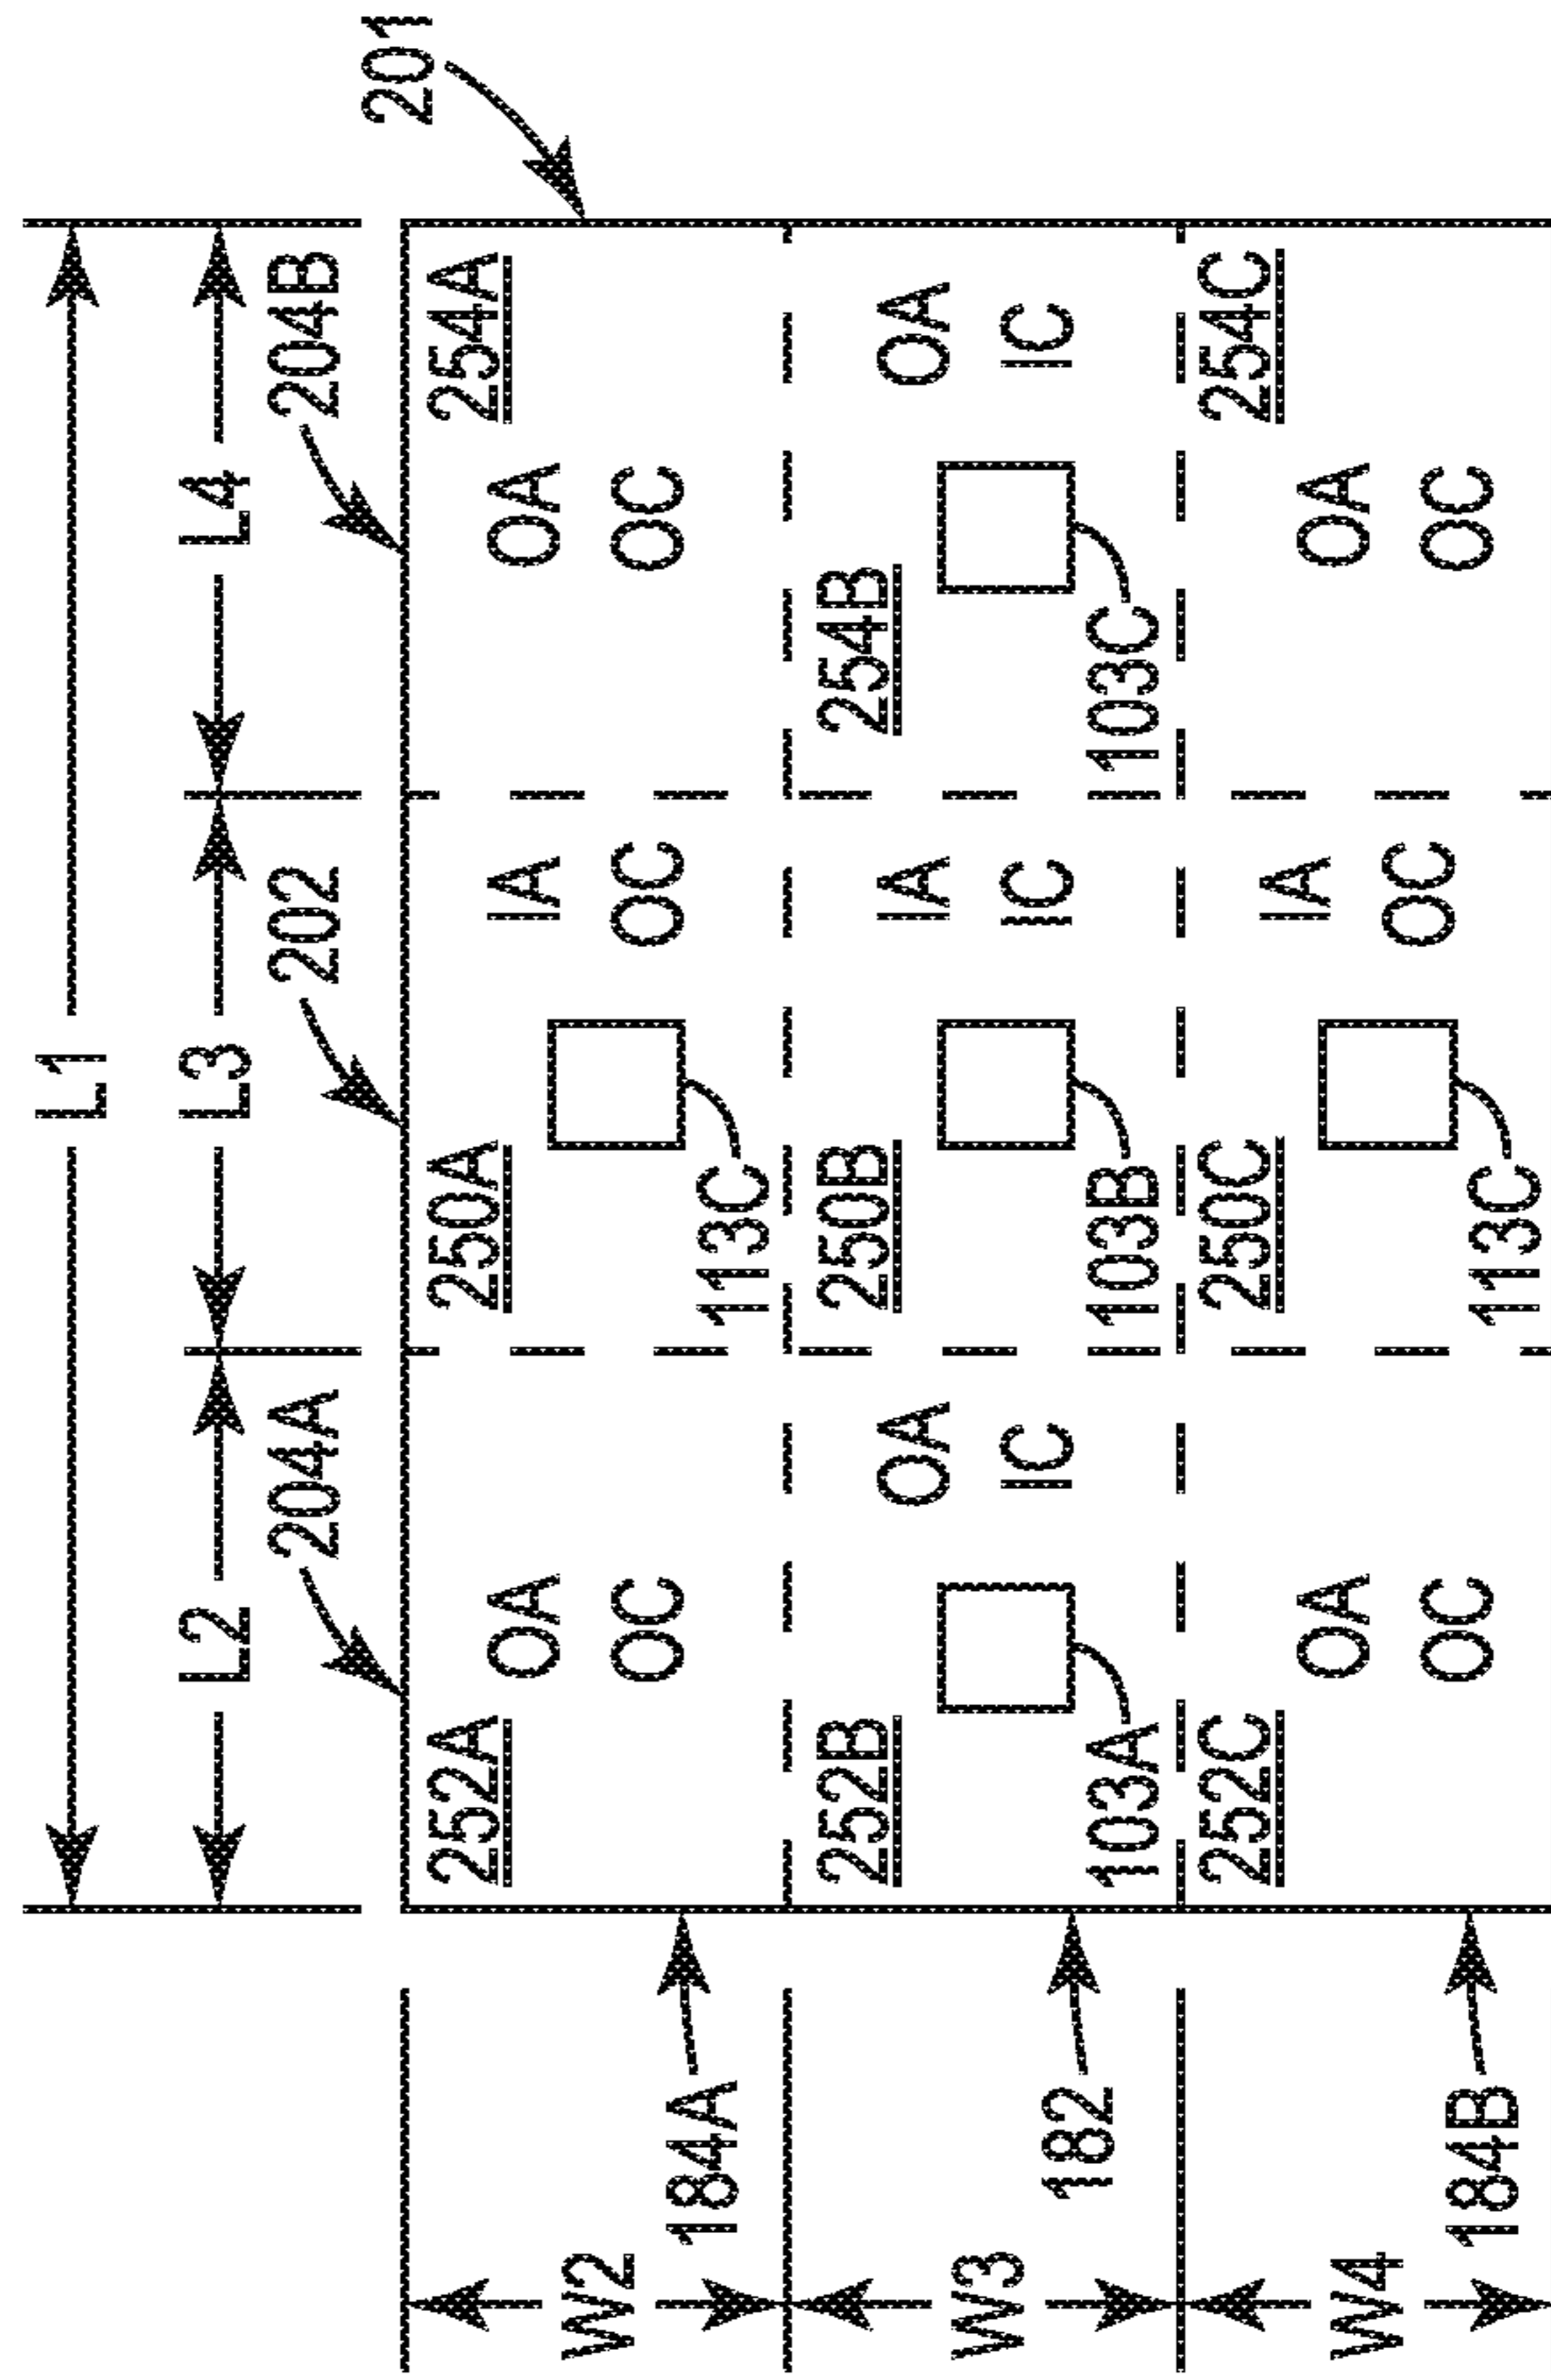 L1
L2 L3 L4
204A 202 204B
201
252A 250A 254A
OA IA OA
W2
OC OC OC
184A 113C
252B 250B 254B
OA IA OA
W3
IC IC IC
182 103A 103B 103C
252C 250C 254C
OA IA OA
W4
OC OC OC
184B 113C